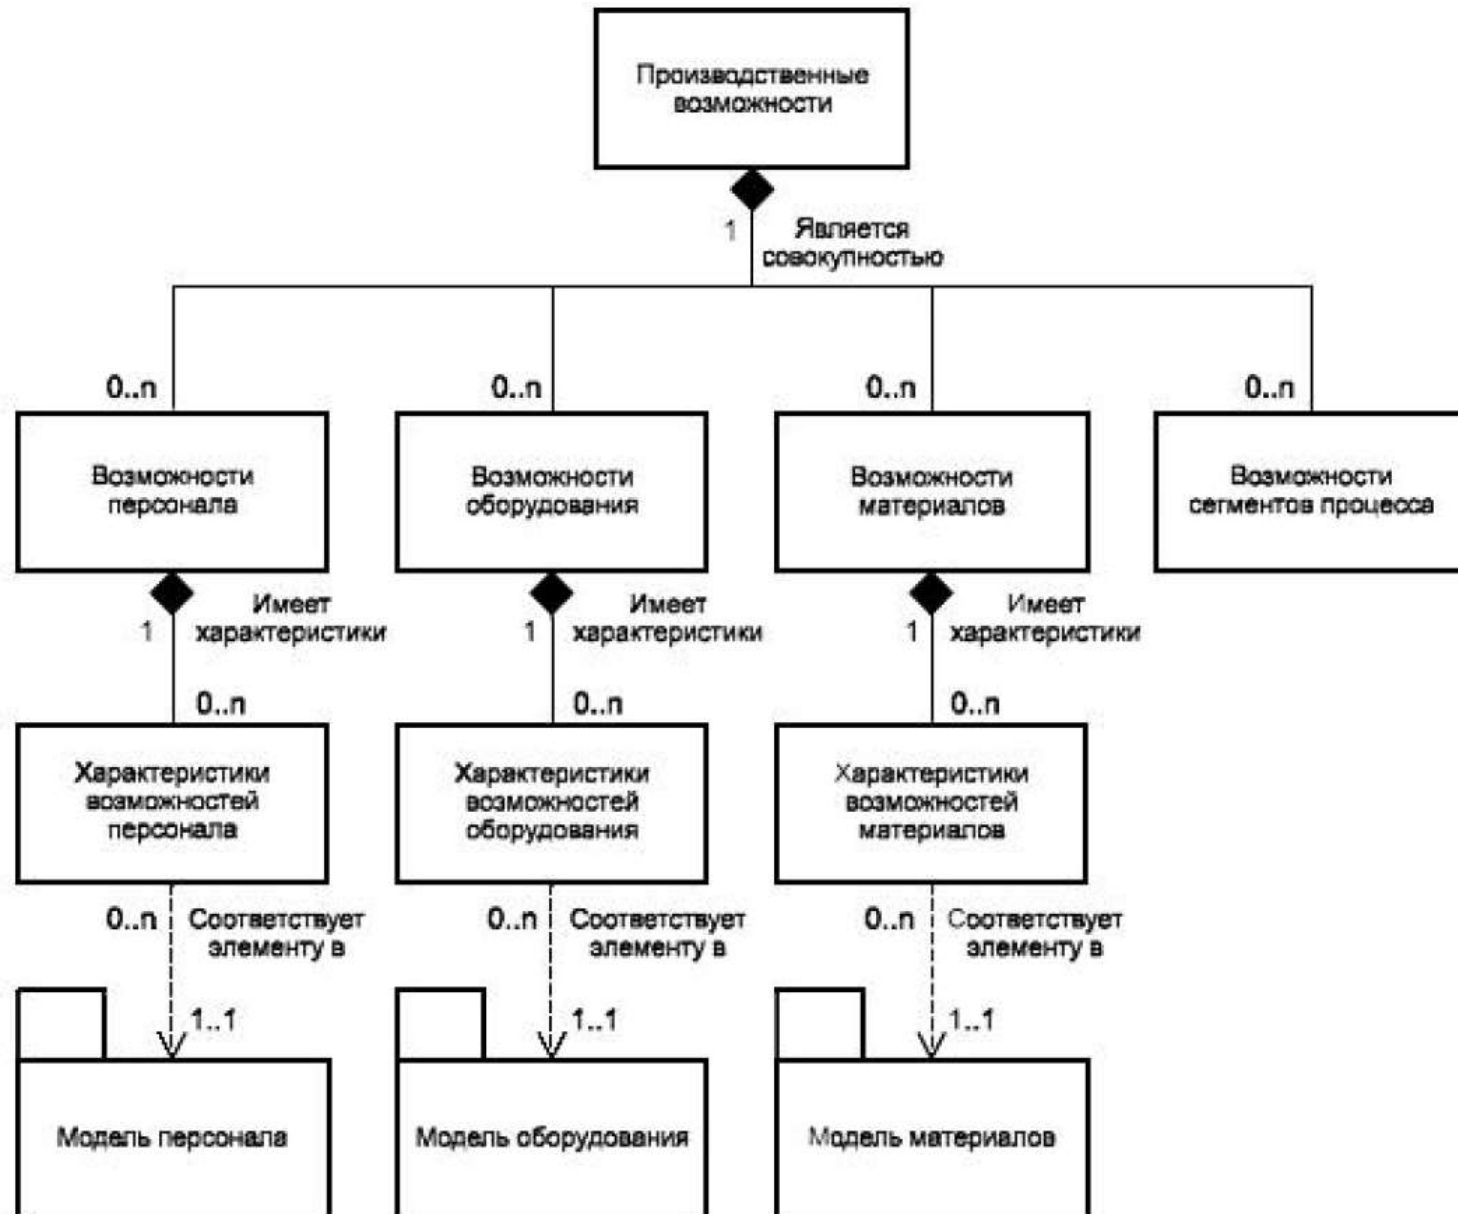 Производственные
возможности
1
Является
совокупностью
0..n
0..n
0..n
0..n
Возможности
персонала
Возможности
оборудования
Возможности
материалов
Возможности
сегментов процесса
1
Имеет
характеристики
1
Имеет
характеристики
1
Имеет
характеристики
0..n
0..n
0..n
Характеристики
возможностей
персонала
Характеристики
возможностей
оборудования
Характеристики
возможностей
материалов
0..n
Соответствует
элементу в
0..n
Соответствует
элементу в
0..n
Соответствует
элементу в
1..1
1..1
1..1
Модель персонала
Модель оборудования
Модель материалов